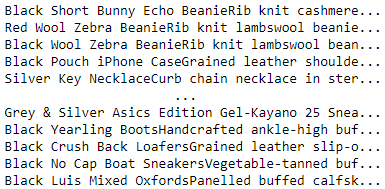 Black Short Bunny Echo BeanieRib knit cashmere...
Red Wool Zebra BeanieRib knit lambswool beanie...
Black Wool Zebra BeanieRib knit lambswool bean...
Black Pouch iPhone CaseGrained leather shoulde...
Silver Key NecklaceCurb chain necklace in ster...
...
Grey & Silver Asics Edition Gel-Kayano 25 Snea...
Black Yearling BootsHandcrafted ankle-high buf...
Black Crush Back LoafersGrained leather slip-o...
Black No Cap Boat SneakersVegetable-tanned buf...
Black Luis Mixed OxfordsPanelled buffed calfsk...